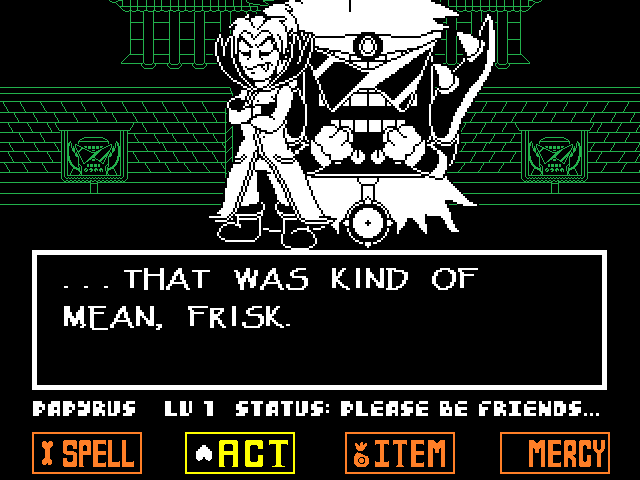 ...THAT WAS KIND OF
MEAN, FRISK.
PAPYRUS LV 1 STATUS: PLEASE BE FRIENDS...
SPELL ACT ITEM MERCY